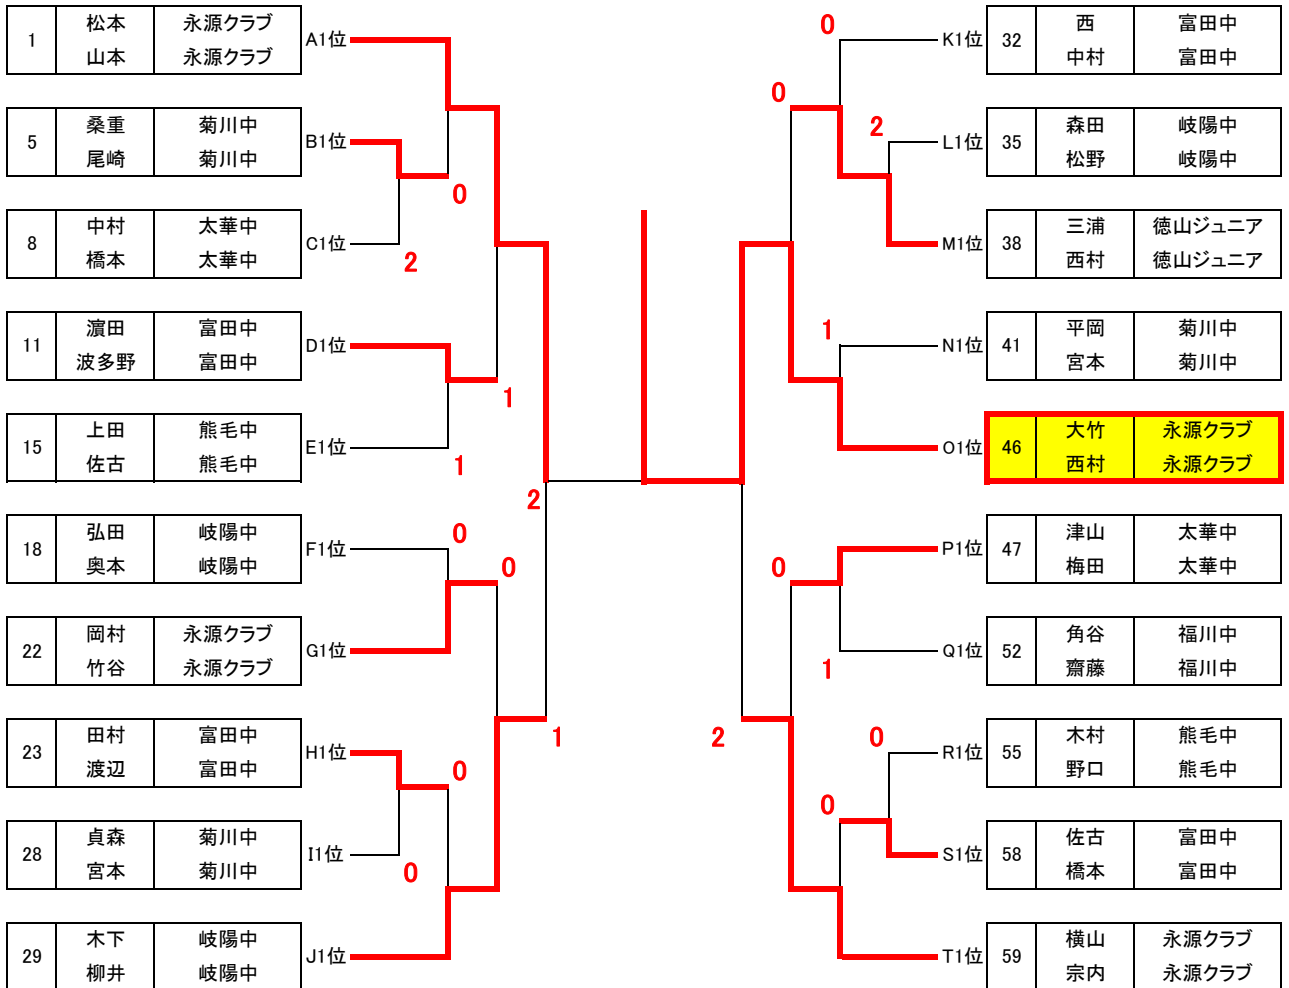 松本 永源クラブ
1 A1位
山本 永源クラブ
桑重 菊川中
5 B1位
尾崎 菊川中
0
中村 太華中
8 C1位
橋本 太華中
2
濵田 富田中
11 D1位
波多野 富田中
1
上田 熊毛中
15 E1位
佐古 熊毛中
1
2
弘田 岐陽中
18 F1位
奥本 岐陽中
0
0
岡村 永源クラブ
22 G1位
竹谷 永源クラブ
田村 富田中
23 H1位
渡辺 富田中
1
0
貞森 菊川中
28 I1位
宮本 菊川中
0
木下 岐陽中
29 J1位
柳井 岐陽中
0
西 富田中
K1位 32
中村 富田中
0
2
森田 岐陽中
L1位 35
松野 岐陽中
三浦 徳山ジュニア
M1位 38
西村 徳山ジュニア
1
平岡 菊川中
N1位 41
宮本 菊川中
大竹 永源クラブ
O1位 46
西村 永源クラブ
津山 太華中
P1位 47
梅田 太華中
0
角谷 福川中
Q1位 52
齋藤 福川中
1
2
0
木村 熊毛中
R1位 55
野口 熊毛中
0
佐古 富田中
S1位 58
橋本 富田中
横山 永源クラブ
T1位 59
宗内 永源クラブ